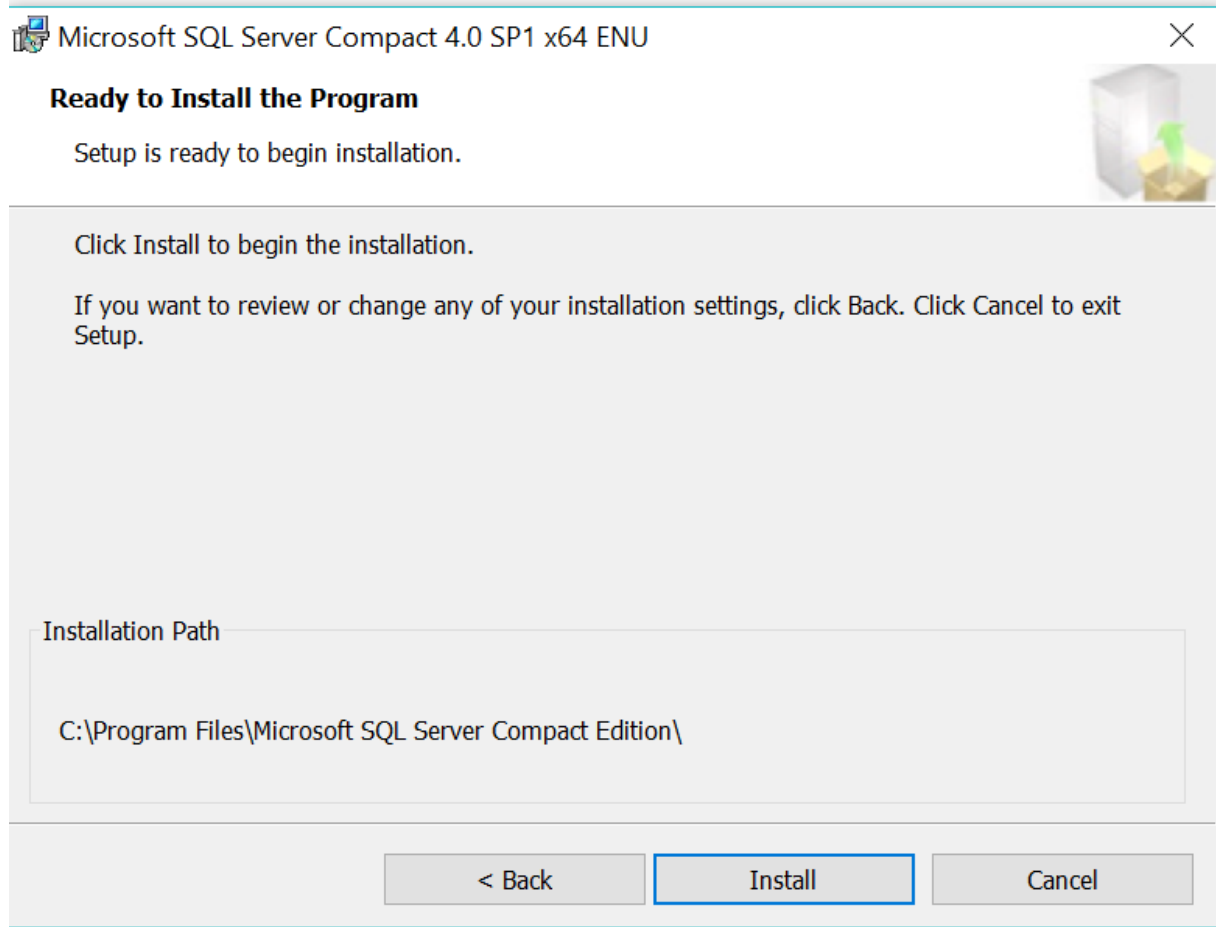 Microsoft SQL Server Compact 4.0 SP1 x64 ENU
Ready to Install the Program
Setup is ready to begin installation.
Click Install to begin the installation.
If you want to review or change any of your installation settings, click Back. Click Cancel to exit
Setup.
Installation Path
C:\Program Files\Microsoft SQL Server Compact Edition\
< Back
Install
Cancel